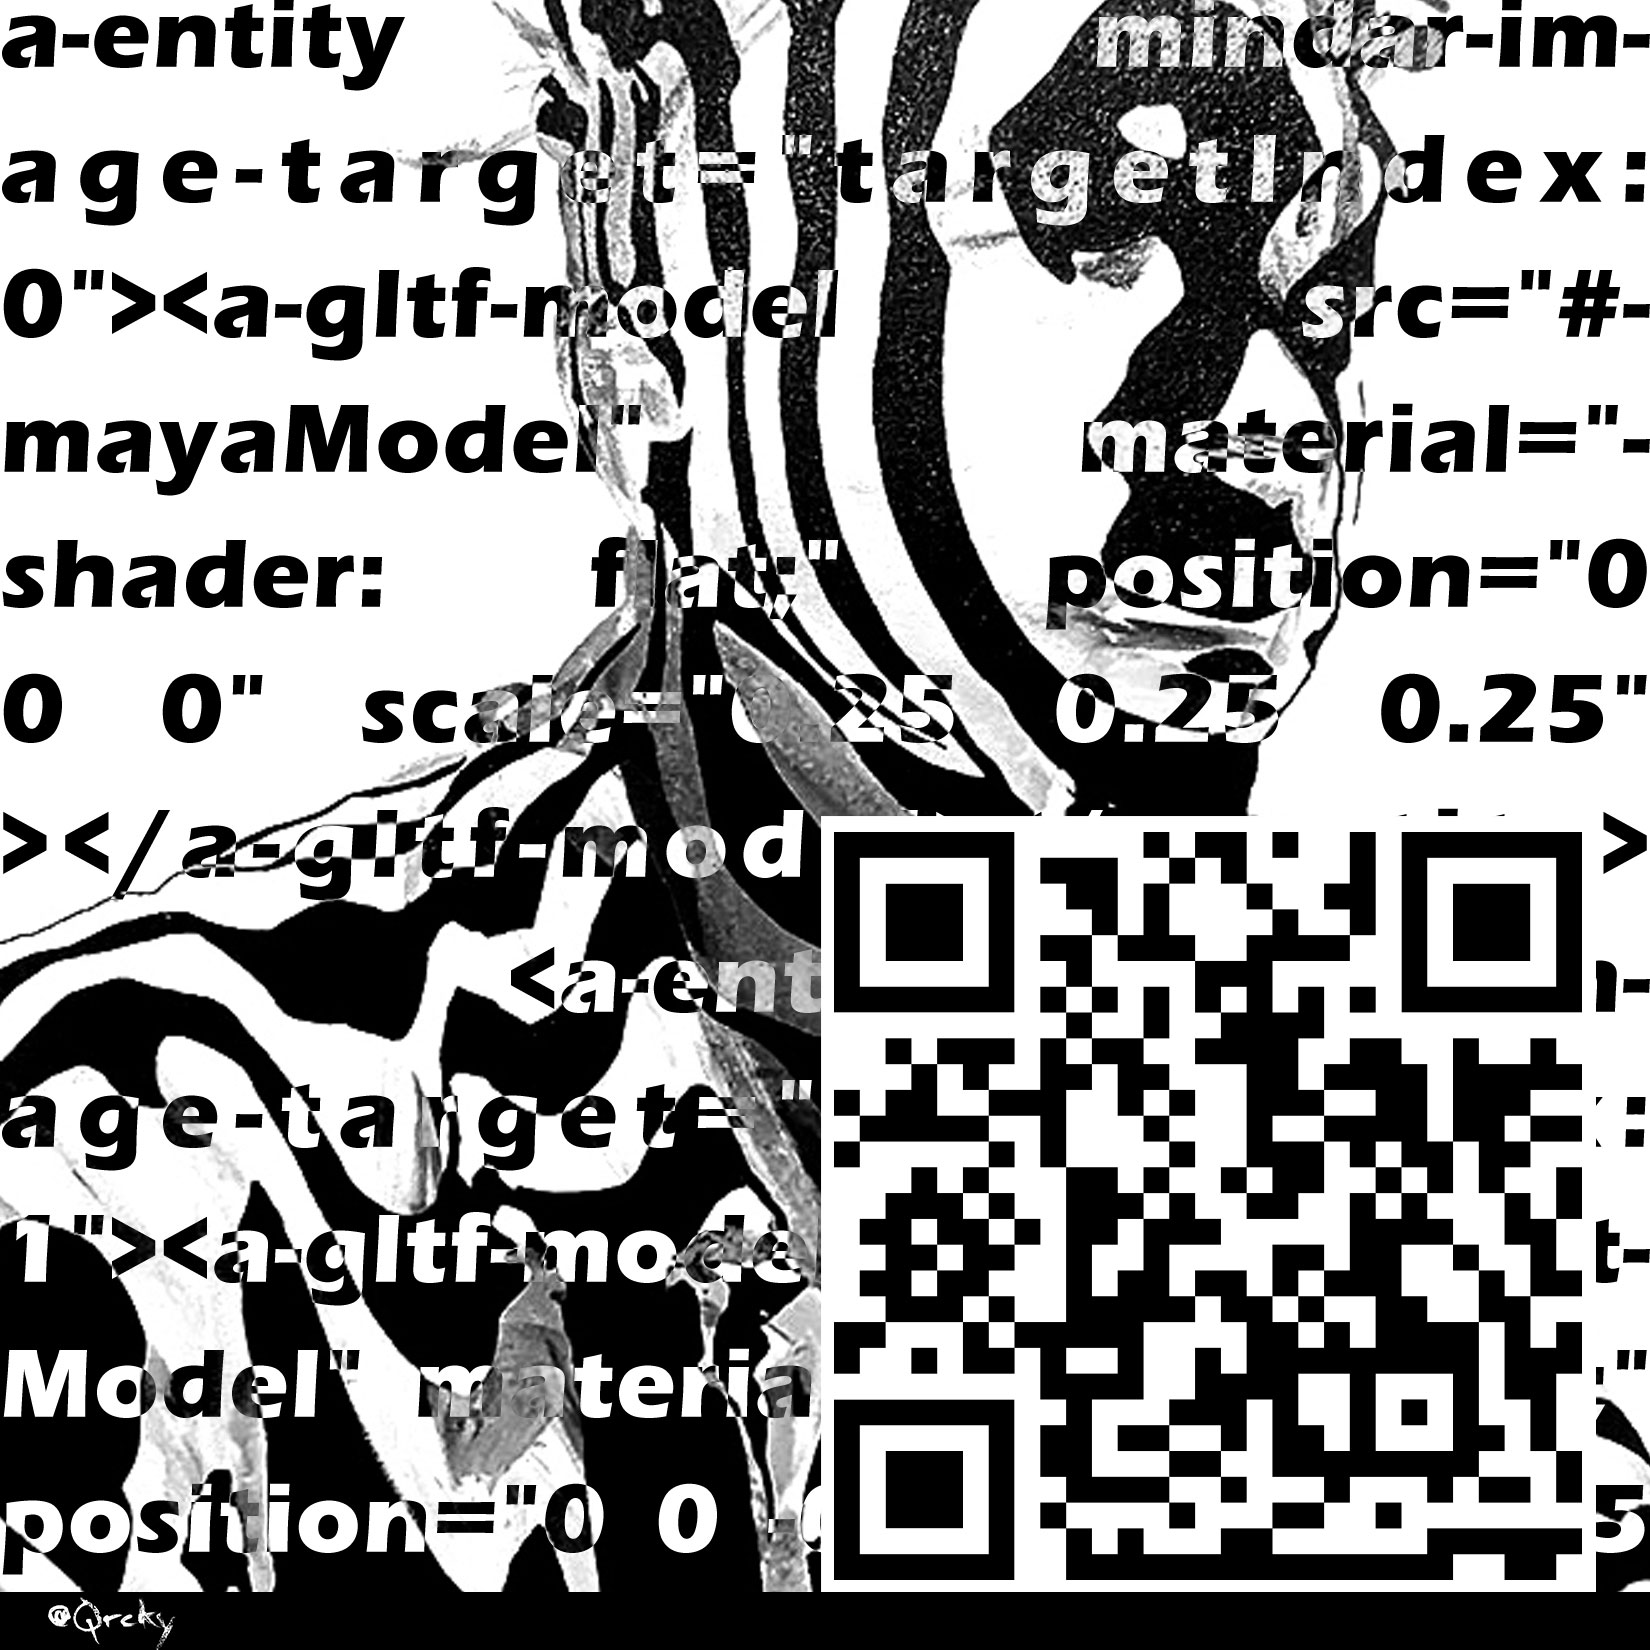 a-entity mindar-im-
age-target="targetIndex:
0"><a-gltf-model src="#-
mayaModel" material="-
shader: flat;" position="0
0 0" scale="0.25 0.25 0.25"
></a-gltf-mod >
<a-ent
age-target=" :
1"><a-gltf-mode t-
Model" materia "
position="0 0 5
@Qrcky